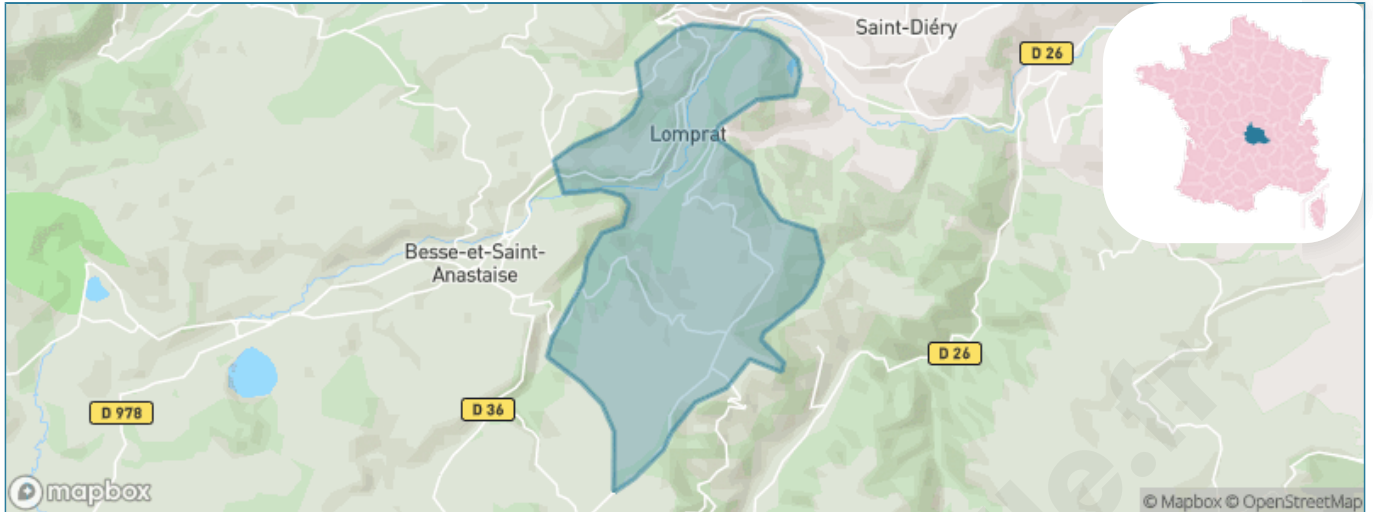 Saint-Diéry
D 26
Lomprat
Besse-et-Saint-
Anastaise
D 26
D 978
D 36
mapbox
© Mapbox © OpenStreetMap